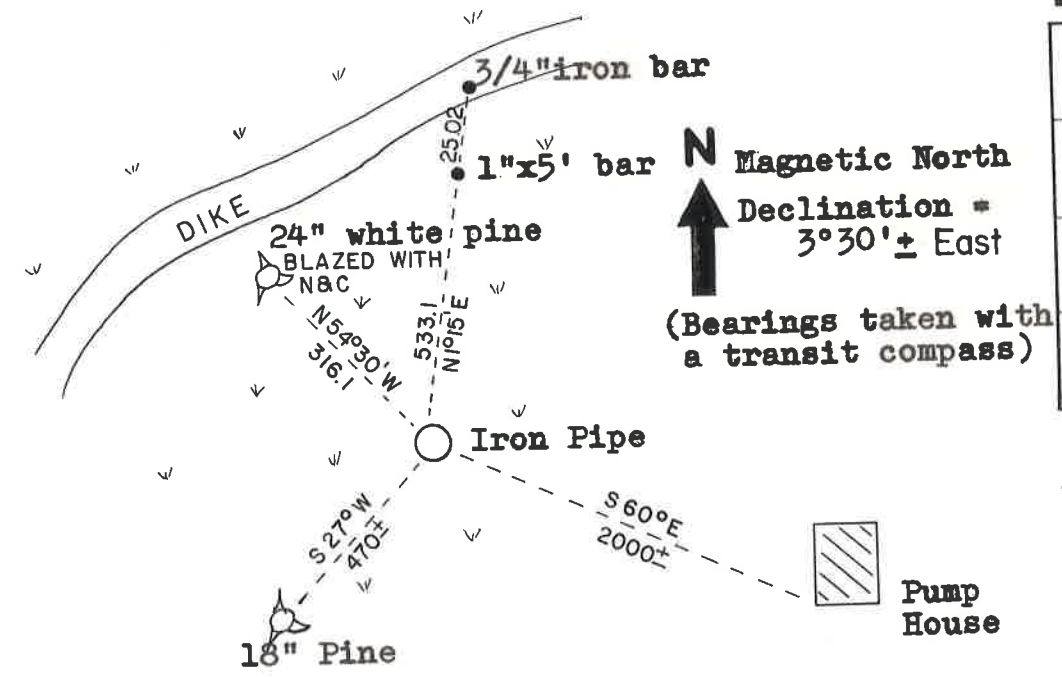 3/4"iron bar
25.02
1"x5' bar
N Magnetic North
Declination =
3°30'± East
(Bearings taken with
a transit compass)
DIKE
24" white pine
BLAZED WITH
N&C
N54°30'W
316.1
533.1
N1°15'E
Iron Pipe
S27°W
470±
S60°E
2000±
Pump
House
18" Pine